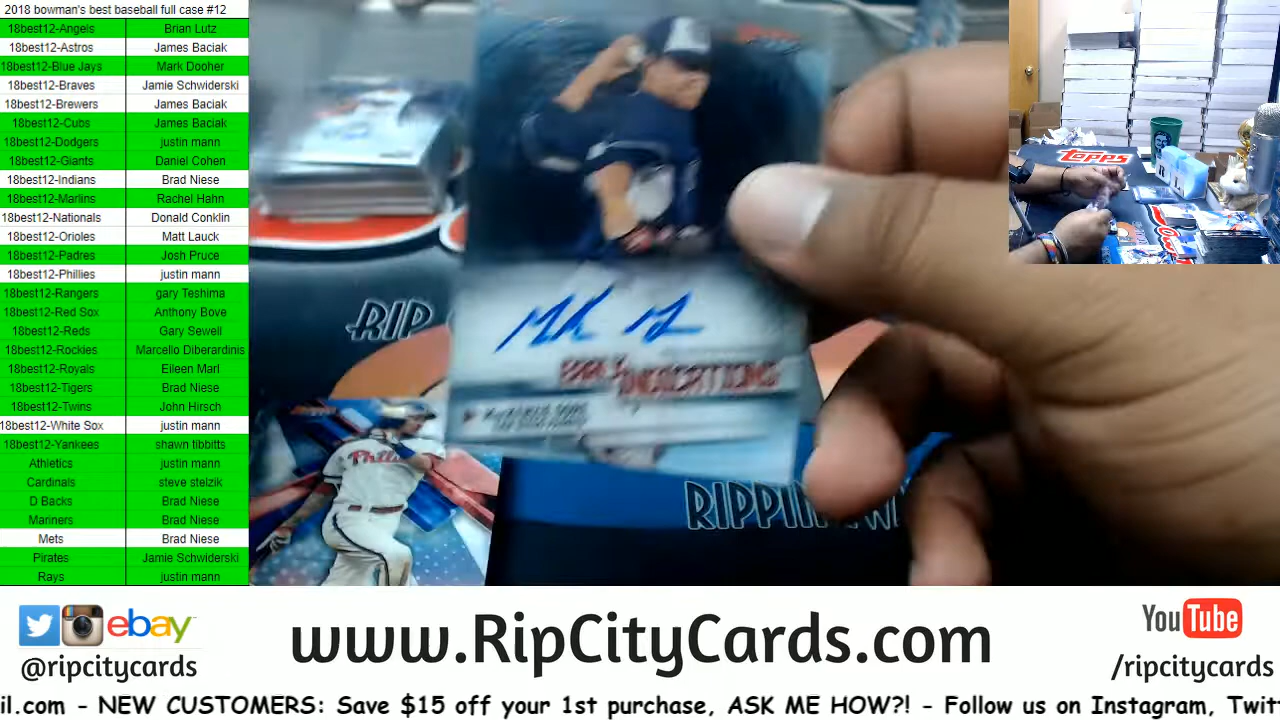 2018 bowman's best baseball full case #12
18best12-Angels Brian Lutz
18best12-Astros James Baciak
18best12-Blue Jays Mark Dooher
18best12-Braves Jamie Schwiderski
18best12-Brewers James Baciak
18best12-Cubs James Baciak
18best12-Dodgers justin mann
18best12-Giants Daniel Cohen
18best12-Indians Brad Niese
18best12-Marlins Rachel Hahn
18best12-Nationals Donald Conklin
18best12-Orioles Matt Lauck
18best12-Padres Josh Pruce
18best12-Phillies justin mann
18best12-Rangers gary Teshima
18best12-Red Sox Anthony Bove
18best12-Reds Gary Sewell
18best12-Rockies Marcello Diberardinis
18best12-Royals Eileen Marl
18best12-Tigers Brad Niese
18best12-Twins John Hirsch
18best12-White Sox justin mann
18best12-Yankees shawn tibbitts
Athletics justin mann
Cardinals steve stelzik
D Backs Brad Niese
Mariners Brad Niese
Mets Brad Niese
Pirates Jamie Schwiderski
Rays justin mann
topps
RIP
EARLY INDICATIONS
RIPPIN
ebay
@ripcitycards
www.RipCityCards.com
YouTube
/ripcitycards
il.com - NEW CUSTOMERS: Save $15 off your 1st purchase, ASK ME HOW?! - Follow us on Instagram, Twit